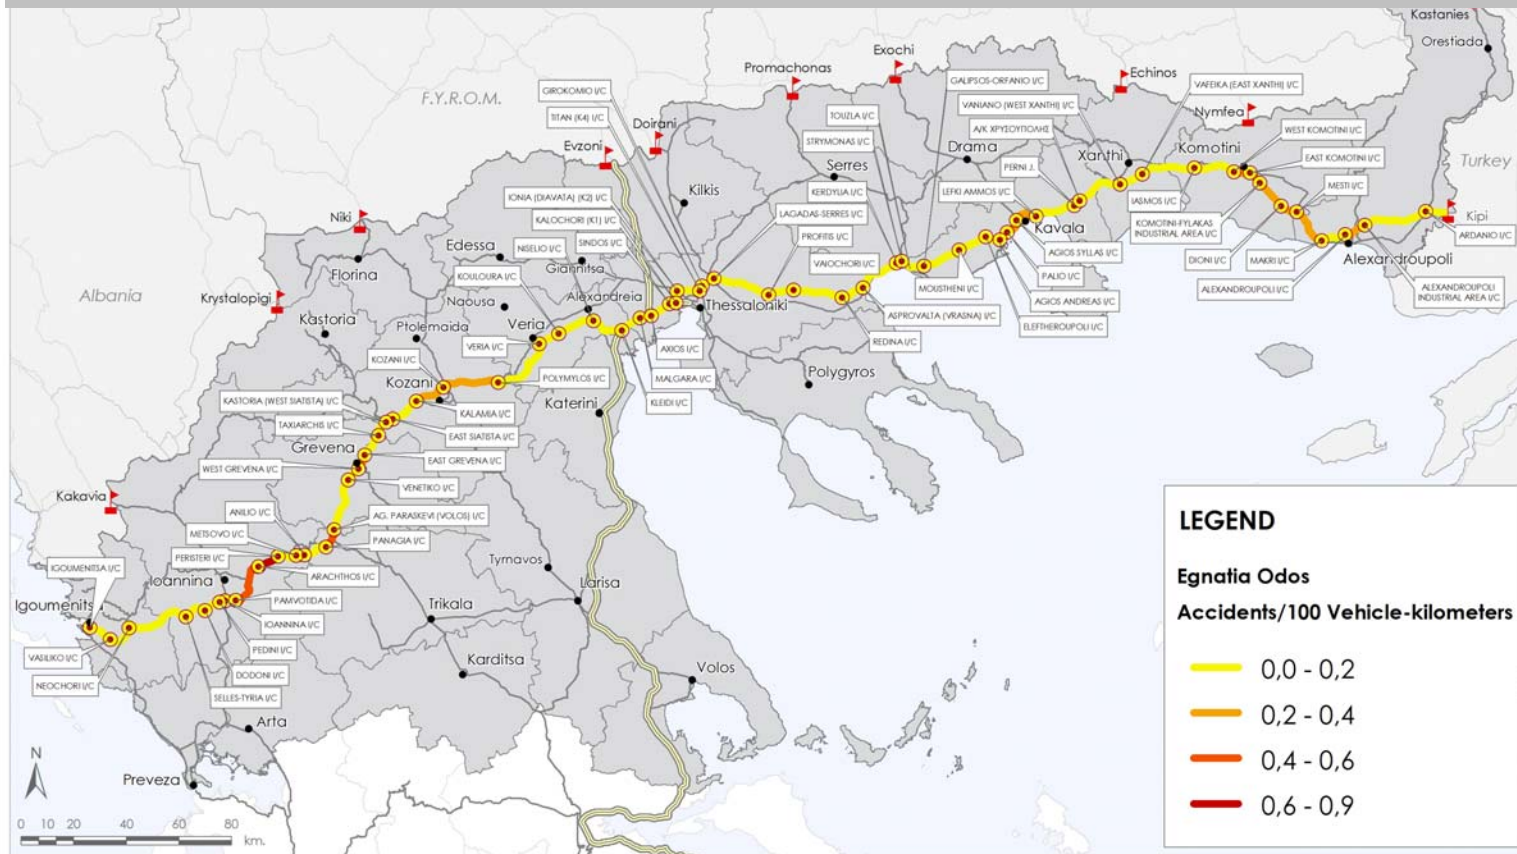 Kastanies
Orestiada
Exochi
Promachonas
Echinos
GALIPSOS-ORFANIO I/C
VAFEIKA (EAST XANTHI) I/C
GIROKOMIO I/C
F.Y.R.O.M.
VANIANO (WEST XANTHI) I/C
Nymfea
TITAN (K4) I/C
Doirani
TOUZLA I/C
Α/Κ ΧΡΥΣΟΥΠΟΛΗΣ
WEST KOMOTINI I/C
Evzoni
STRYMONAS I/C
Drama
Xanthi
Komotini
EAST KOMOTINI I/C
Turkey
Serres
PERNI J.
MESTI I/C
IONIA (DIAVATA) (K2) I/C
Kilkis
KERDYLIA I/C
LEFKI AMMOS I/C
IASMOS I/C
Niki
KALOCHORI (K1) I/C
LAGADAS-SERRES I/C
Kavala
KOMOTINI-FYLAKAS
INDUSTRIAL AREA I/C
Kipi
ARDANIO I/C
Edessa
NISELIO I/C
SINDOS I/C
PROFITIS I/C
AGIOS SYLLAS I/C
DIONI I/C
MAKRI I/C
Alexandroupoli
Florina
KOULOURA I/C
Giannitsa
VAIOCHORI I/C
PALIO I/C
MOUSTHENI I/C
ALEXANDROUPOLI I/C
ALEXANDROUPOLI
INDUSTRIAL AREA I/C
Albania
Krystalopigi
Naousa
Alexandreia
Thessaloniki
AGIOS ANDREAS I/C
Kastoria
Ptolemaida
Veria
ASPROVALTA (VRASNA) I/C
ELEFTHEROUPOLI I/C
VERIA I/C
AXIOS I/C
REDINA I/C
KOZANI I/C
Kozani
POLYMYLOS I/C
MALGARA I/C
Polygyros
KASTORIA (WEST SIATISTA) I/C
KALAMIA I/C
Katerini
KLEIDI I/C
TAXIARCHIS I/C
EAST SIATISTA I/C
Grevena
EAST GREVENA I/C
WEST GREVENA I/C
VENETIKO I/C
Kakavia
ANILIO I/C
AG. PARASKEVI (VOLOS) I/C
METSOVO I/C
PANAGIA I/C
PERISTERI I/C
IGOUMENITSA I/C
Ioannina
ARACHTHOS I/C
Tyrnavos
Larisa
Igoumenitsa
PAMVOTIDA I/C
Trikala
IOANNINA I/C
PEDINI I/C
VASILIKO I/C
Karditsa
Volos
DODONI I/C
NEOCHORI I/C
SELLES-TYRIA I/C
Arta
Preveza
N
0 10 20 40 60 80
km.
LEGEND
Egnatia Odos
Accidents/100 Vehicle-kilometers
0,0 - 0,2
0,2 - 0,4
0,4 - 0,6
0,6 - 0,9